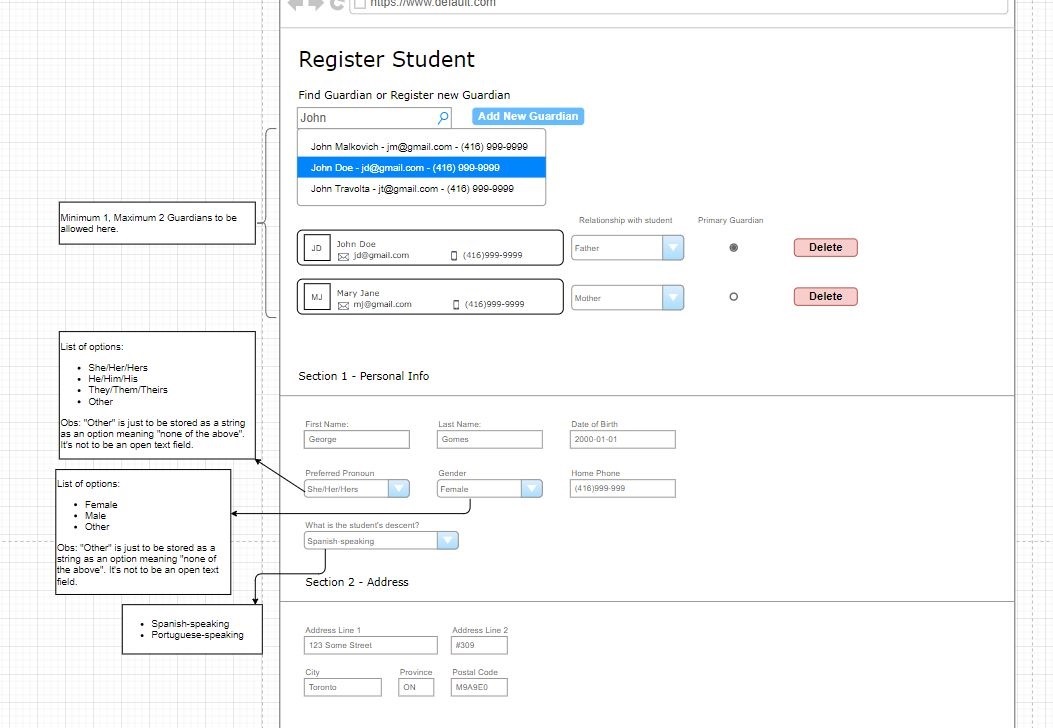 https://www.default.com
Register Student
Find Guardian or Register new Guardian
John
Add New Guardian
John Malkovich - jm@gmail.com - (416) 999-9999
John Doe - jd@gmail.com - (416) 999-9999
John Travolta - jt@gmail.com - (416) 999-9999
Minimum 1, Maximum 2 Guardians to be
allowed here.
Relationship with student
Primary Guardian
JD
John Doe
jd@gmail.com
(416)999-9999
Father
Delete
MJ
Mary Jane
mj@gmail.com
(416)999-9999
Mother
Delete
List of options:
• She/Her/Hers
• He/Him/His
• They/Them/Theirs
• Other
Obs: "Other" is just to be stored as a string
as an option meaning "none of the above".
It's not to be an open text field.
Section 1 - Personal Info
First Name:
Last Name:
Date of Birth
George
Gomes
2000-01-01
Preferred Pronoun
Gender
Home Phone
She/Her/Hers
Female
(416)999-999
List of options:
• Female
• Male
• Other
Obs: "Other" is just to be stored as a
string as an option meaning "none of
the above". It's not to be an open text
field.
What is the student's descent?
Spanish-speaking
• Spanish-speaking
• Portuguese-speaking
Section 2 - Address
Address Line 1
Address Line 2
123 Some Street
#309
City
Province
Postal Code
Toronto
ON
M9A9E0